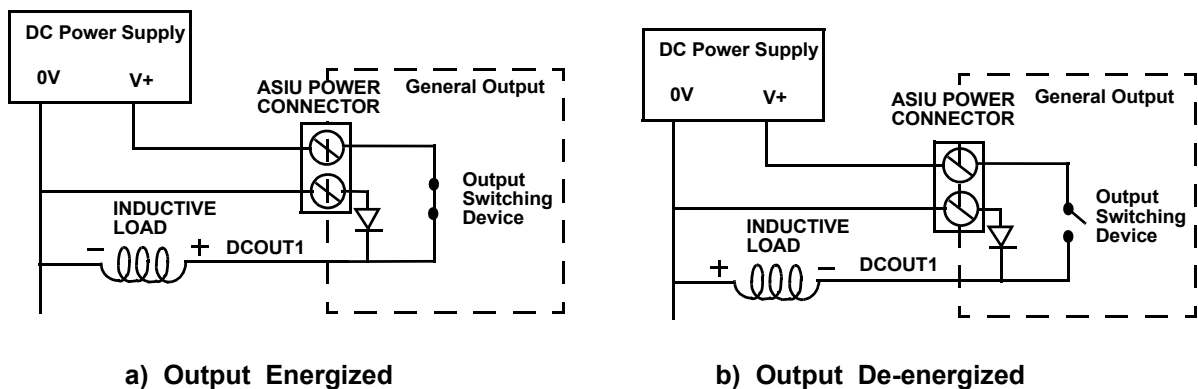 DC Power Supply
0V V+
ASIU POWER
CONNECTOR
General Output
Output
Switching
Device
INDUCTIVE
LOAD
– +
DCOUT1
a) Output Energized
DC Power Supply
0V V+
ASIU POWER
CONNECTOR
General Output
Output
Switching
Device
INDUCTIVE
LOAD
+ –
DCOUT1
b) Output De-energized